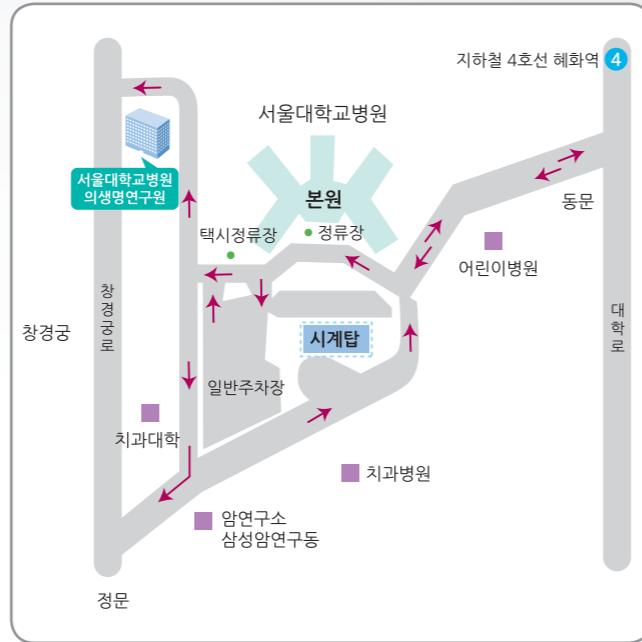 지하철 4호선 혜화역 4
서울대학교병원
서울대학교병원
의생명연구원
본원
택시정류장
정류장
동문
어린이병원
창경궁
창경궁로
대학로
시계탑
일반주차장
치과대학
치과병원
암연구소
삼성암연구동
정문